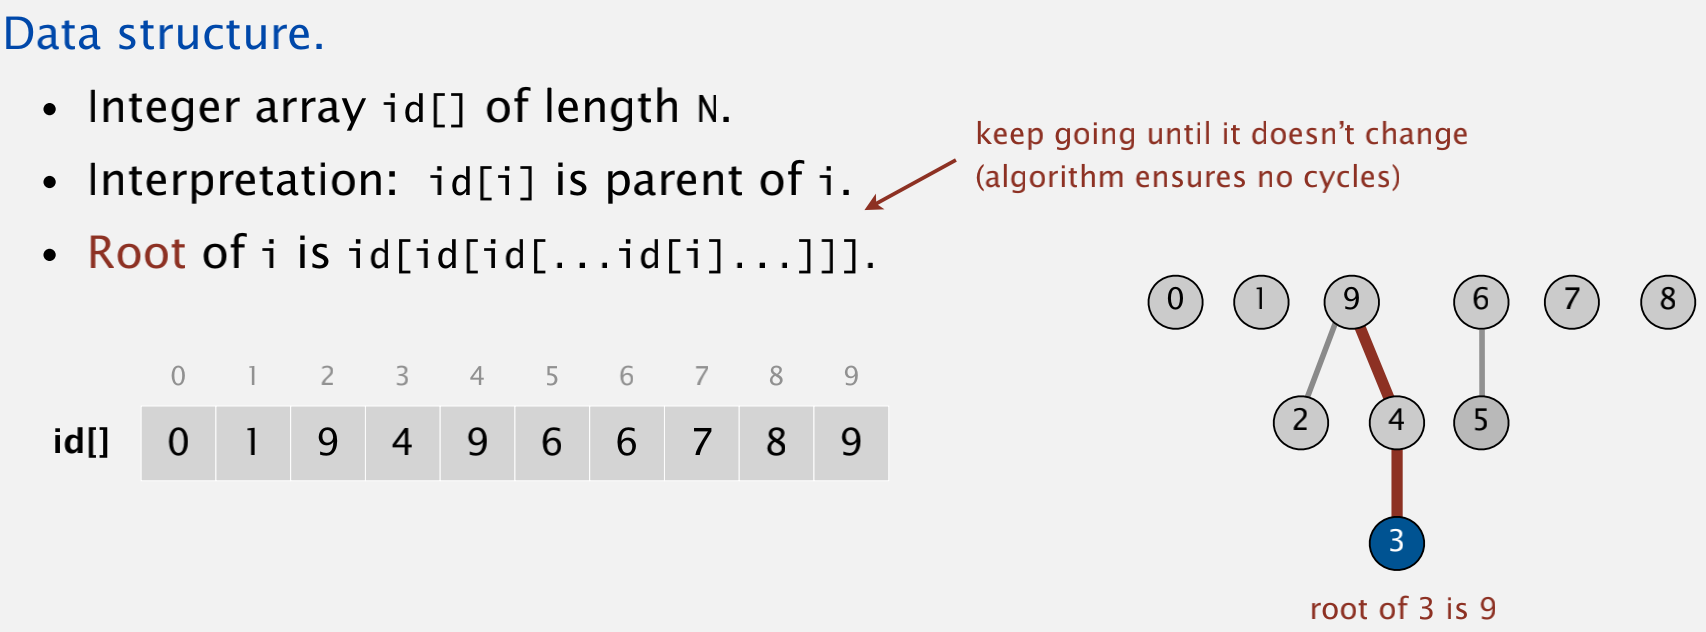 Data structure.
• Integer array id[] of length N.
• Interpretation: id[i] is parent of i.
• Root of i is id[id[id[...id[i]...]]].
keep going until it doesn’t change
(algorithm ensures no cycles)
0 1 2 3 4 5 6 7 8 9
id[] 0 1 9 4 9 6 6 7 8 9
0 1 9 6 7 8
2 4 5
3
root of 3 is 9